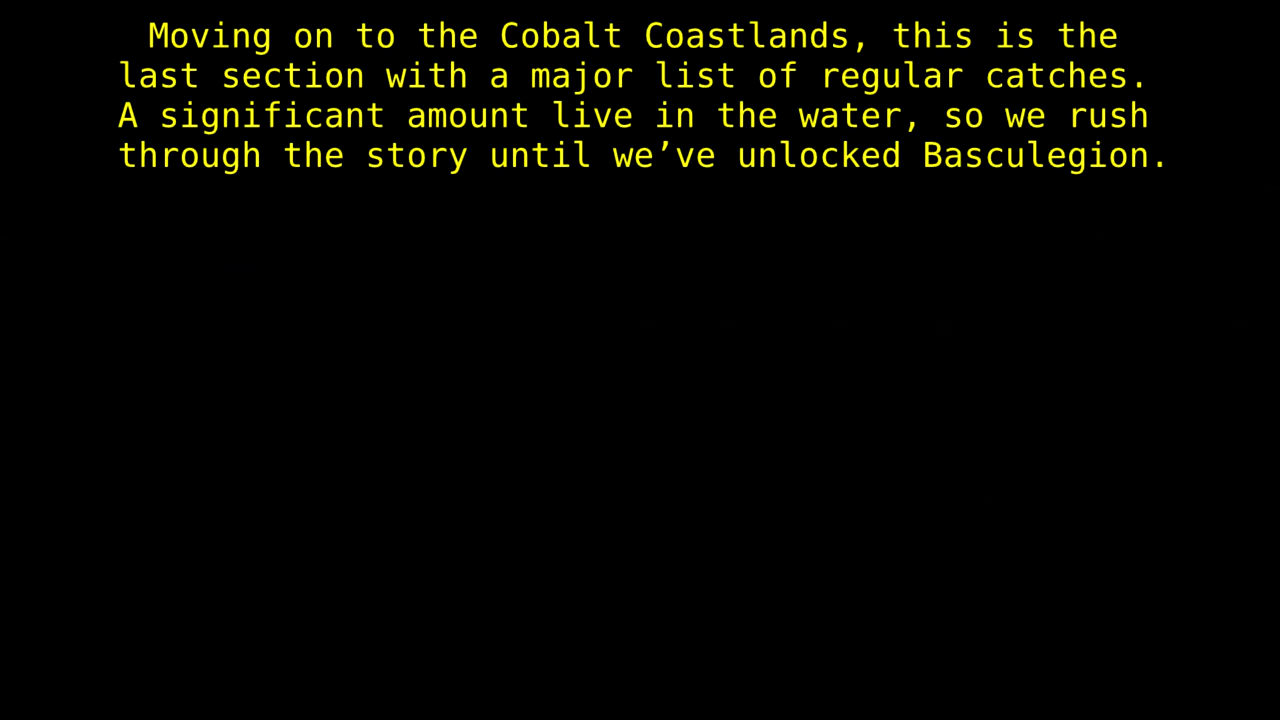 Moving on to the Cobalt Coastlands, this is the
last section with a major list of regular catches.
A significant amount live in the water, so we rush
through the story until we’ve unlocked Basculegion.